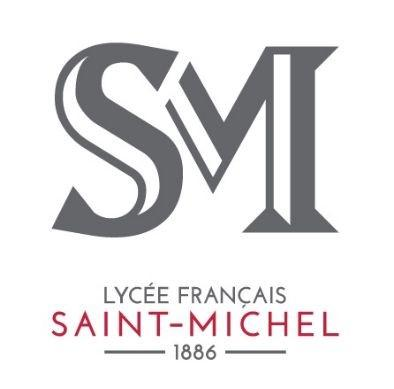 SM
LYCÉE FRANÇAIS
SAINT-MICHEL
1886